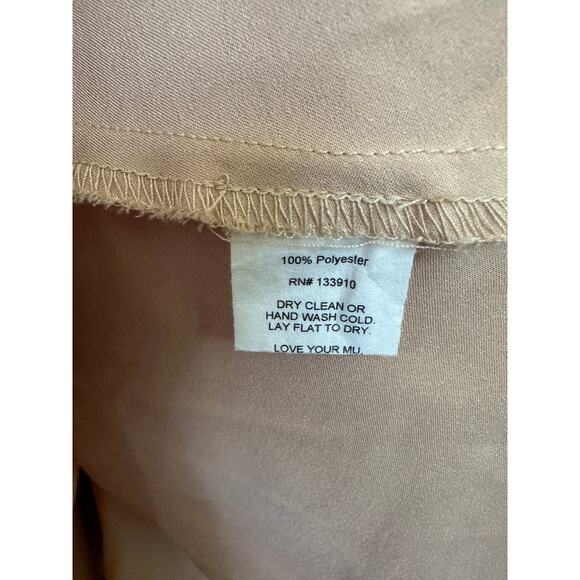 100% Polyester
RN# 133910
DRY CLEAN OR
HAND WASH COLD.
LAY FLAT TO DRY.
LOVE YOUR MU.